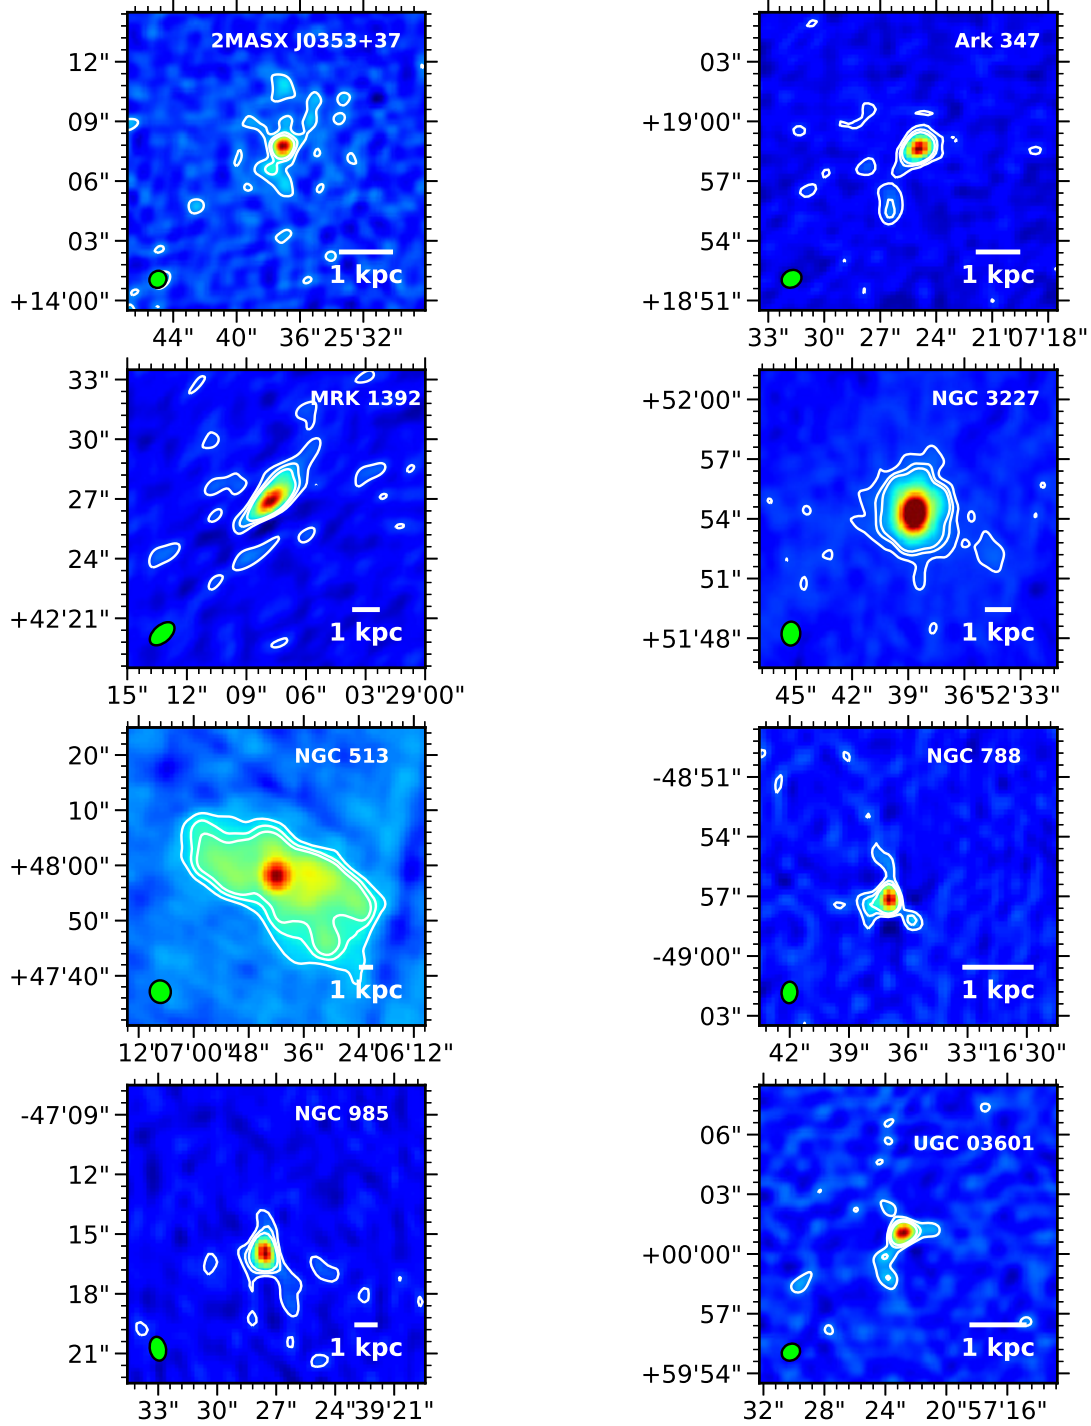 2MASX J0353+37
12"
09"
06"
03"
+14'00"
1 kpc
44" 40" 36" 25'32"
Ark 347
03"
+19'00"
57"
54"
+18'51"
1 kpc
33" 30" 27" 24" 21" 07'18"
MRK 1392
33"
30"
27"
24"
+42'21"
1 kpc
15" 12" 09" 06" 03" 29'00"
NGC 3227
+52'00"
57"
54"
51"
+51'48"
1 kpc
45" 42" 39" 36" 52'33"
NGC 513
20"
10"
+48'00"
50"
+47'40"
1 kpc
12" 07'00" 48" 36" 24" 06'12"
NGC 788
-48'51"
54"
57"
-49'00"
03"
1 kpc
42" 39" 36" 33" 16'30"
NGC 985
-47'09"
12"
15"
18"
21"
1 kpc
33" 30" 27" 24" 39'21"
UGC 03601
06"
03"
+00'00"
57"
+59'54"
1 kpc
32" 28" 24" 20" 57'16"